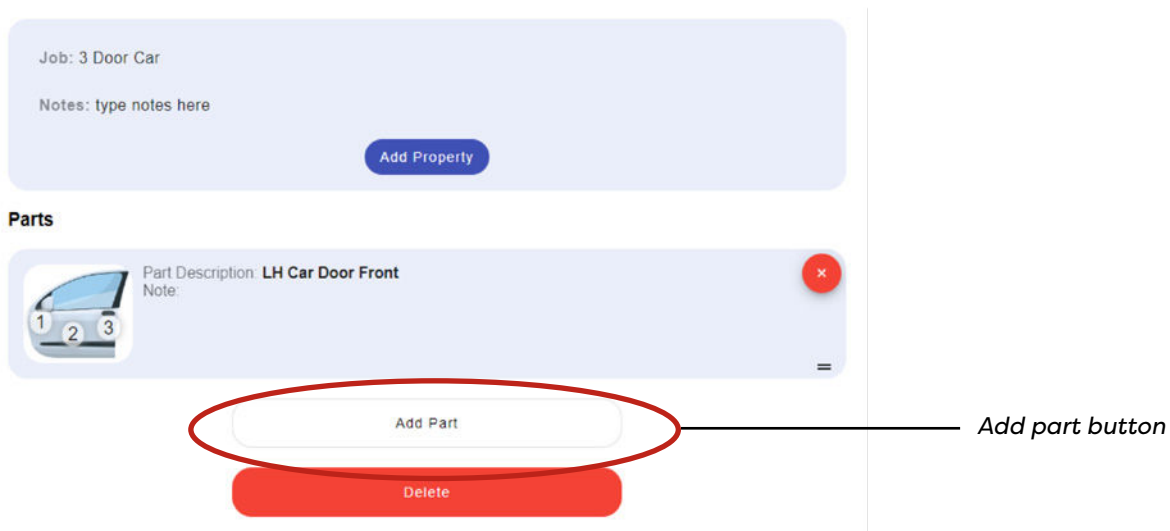 Job: 3 Door Car
Notes: type notes here
Add Property
Parts
Part Description: LH Car Door Front
Note:
1 2 3
Add Part
Add part button
Delete